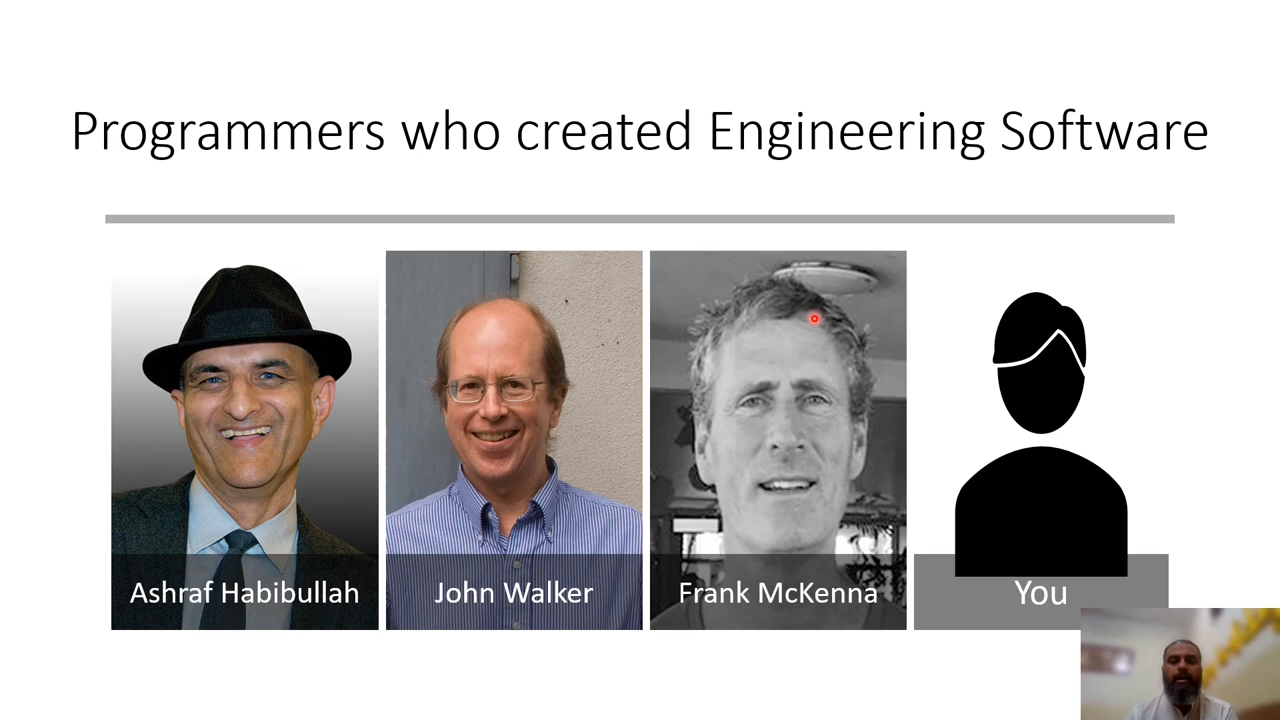 Programmers who created Engineering Software
Ashraf Habibullah
John Walker
Frank McKenna
You